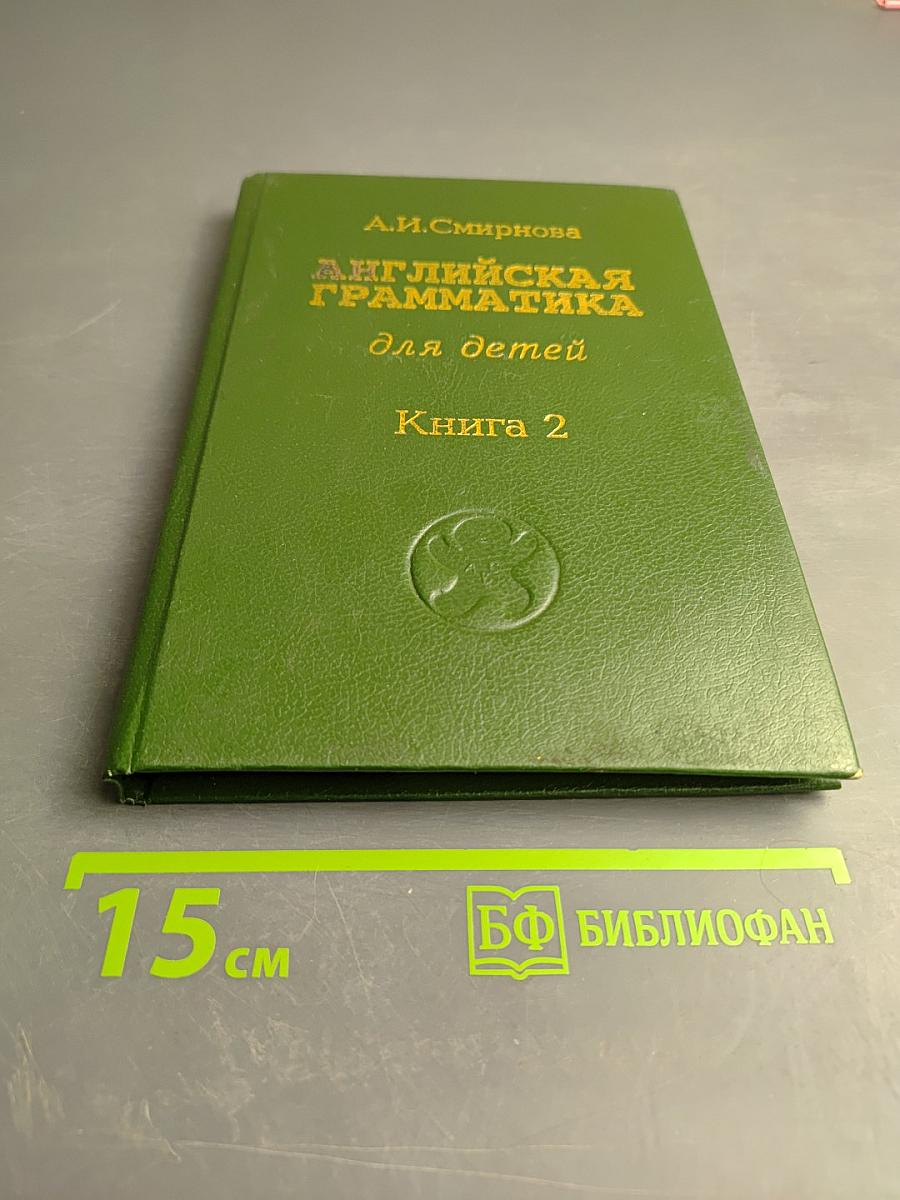 А.И.Смирнова
АНГЛИЙСКАЯ
ГРАММАТИКА
для детей
Книга 2
15 см
БФ БИБЛИОФАН